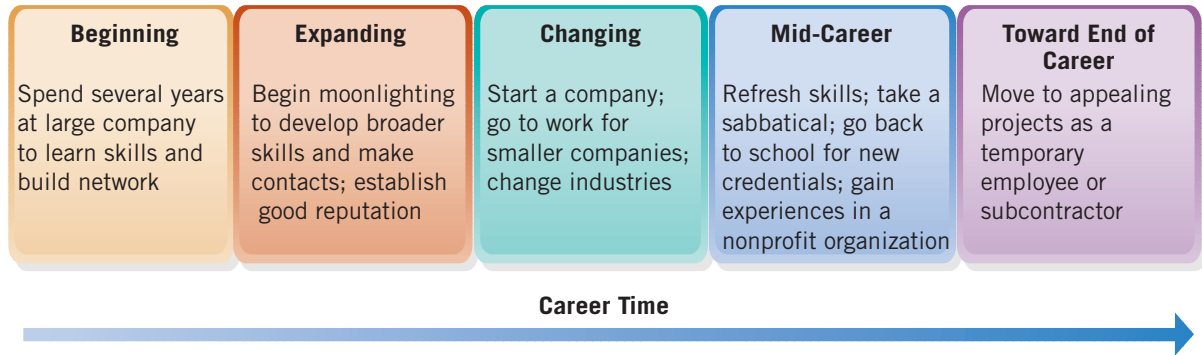 Beginning
Spend several years
at large company
to learn skills and
build network
Expanding
Begin moonlighting
to develop broader
skills and make
contacts; establish
good reputation
Changing
Start a company;
go to work for
smaller companies;
change industries
Mid-Career
Refresh skills; take a
sabbatical; go back
to school for new
credentials; gain
experiences in a
nonprofit organization
Toward End of
Career
Move to appealing
projects as a
temporary
employee or
subcontractor
Career Time